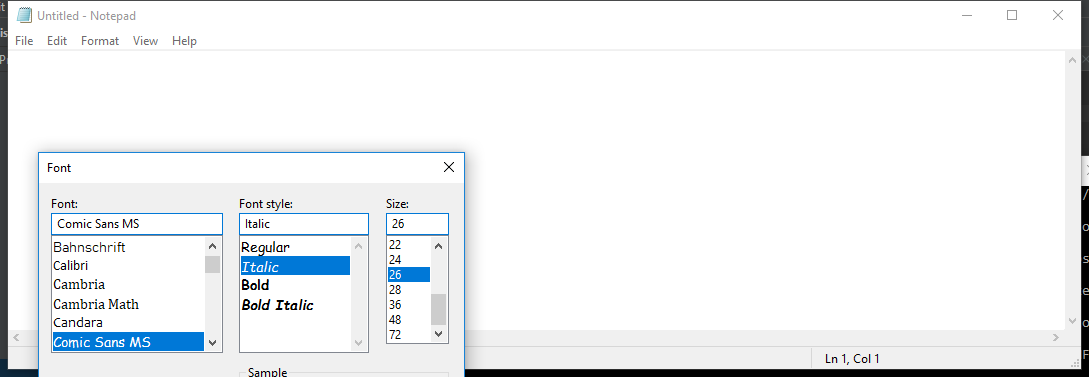 Untitled - Notepad
File Edit Format View Help
Font
Font: Font style: Size:
Comic Sans MS Italic 26
Bahnschrift Regular 22
Calibri Italic 24
Cambria Bold 26
Cambria Math Bold Italic 28
Candara 36
Comic Sans MS 48
72
Sample
Ln 1, Col 1